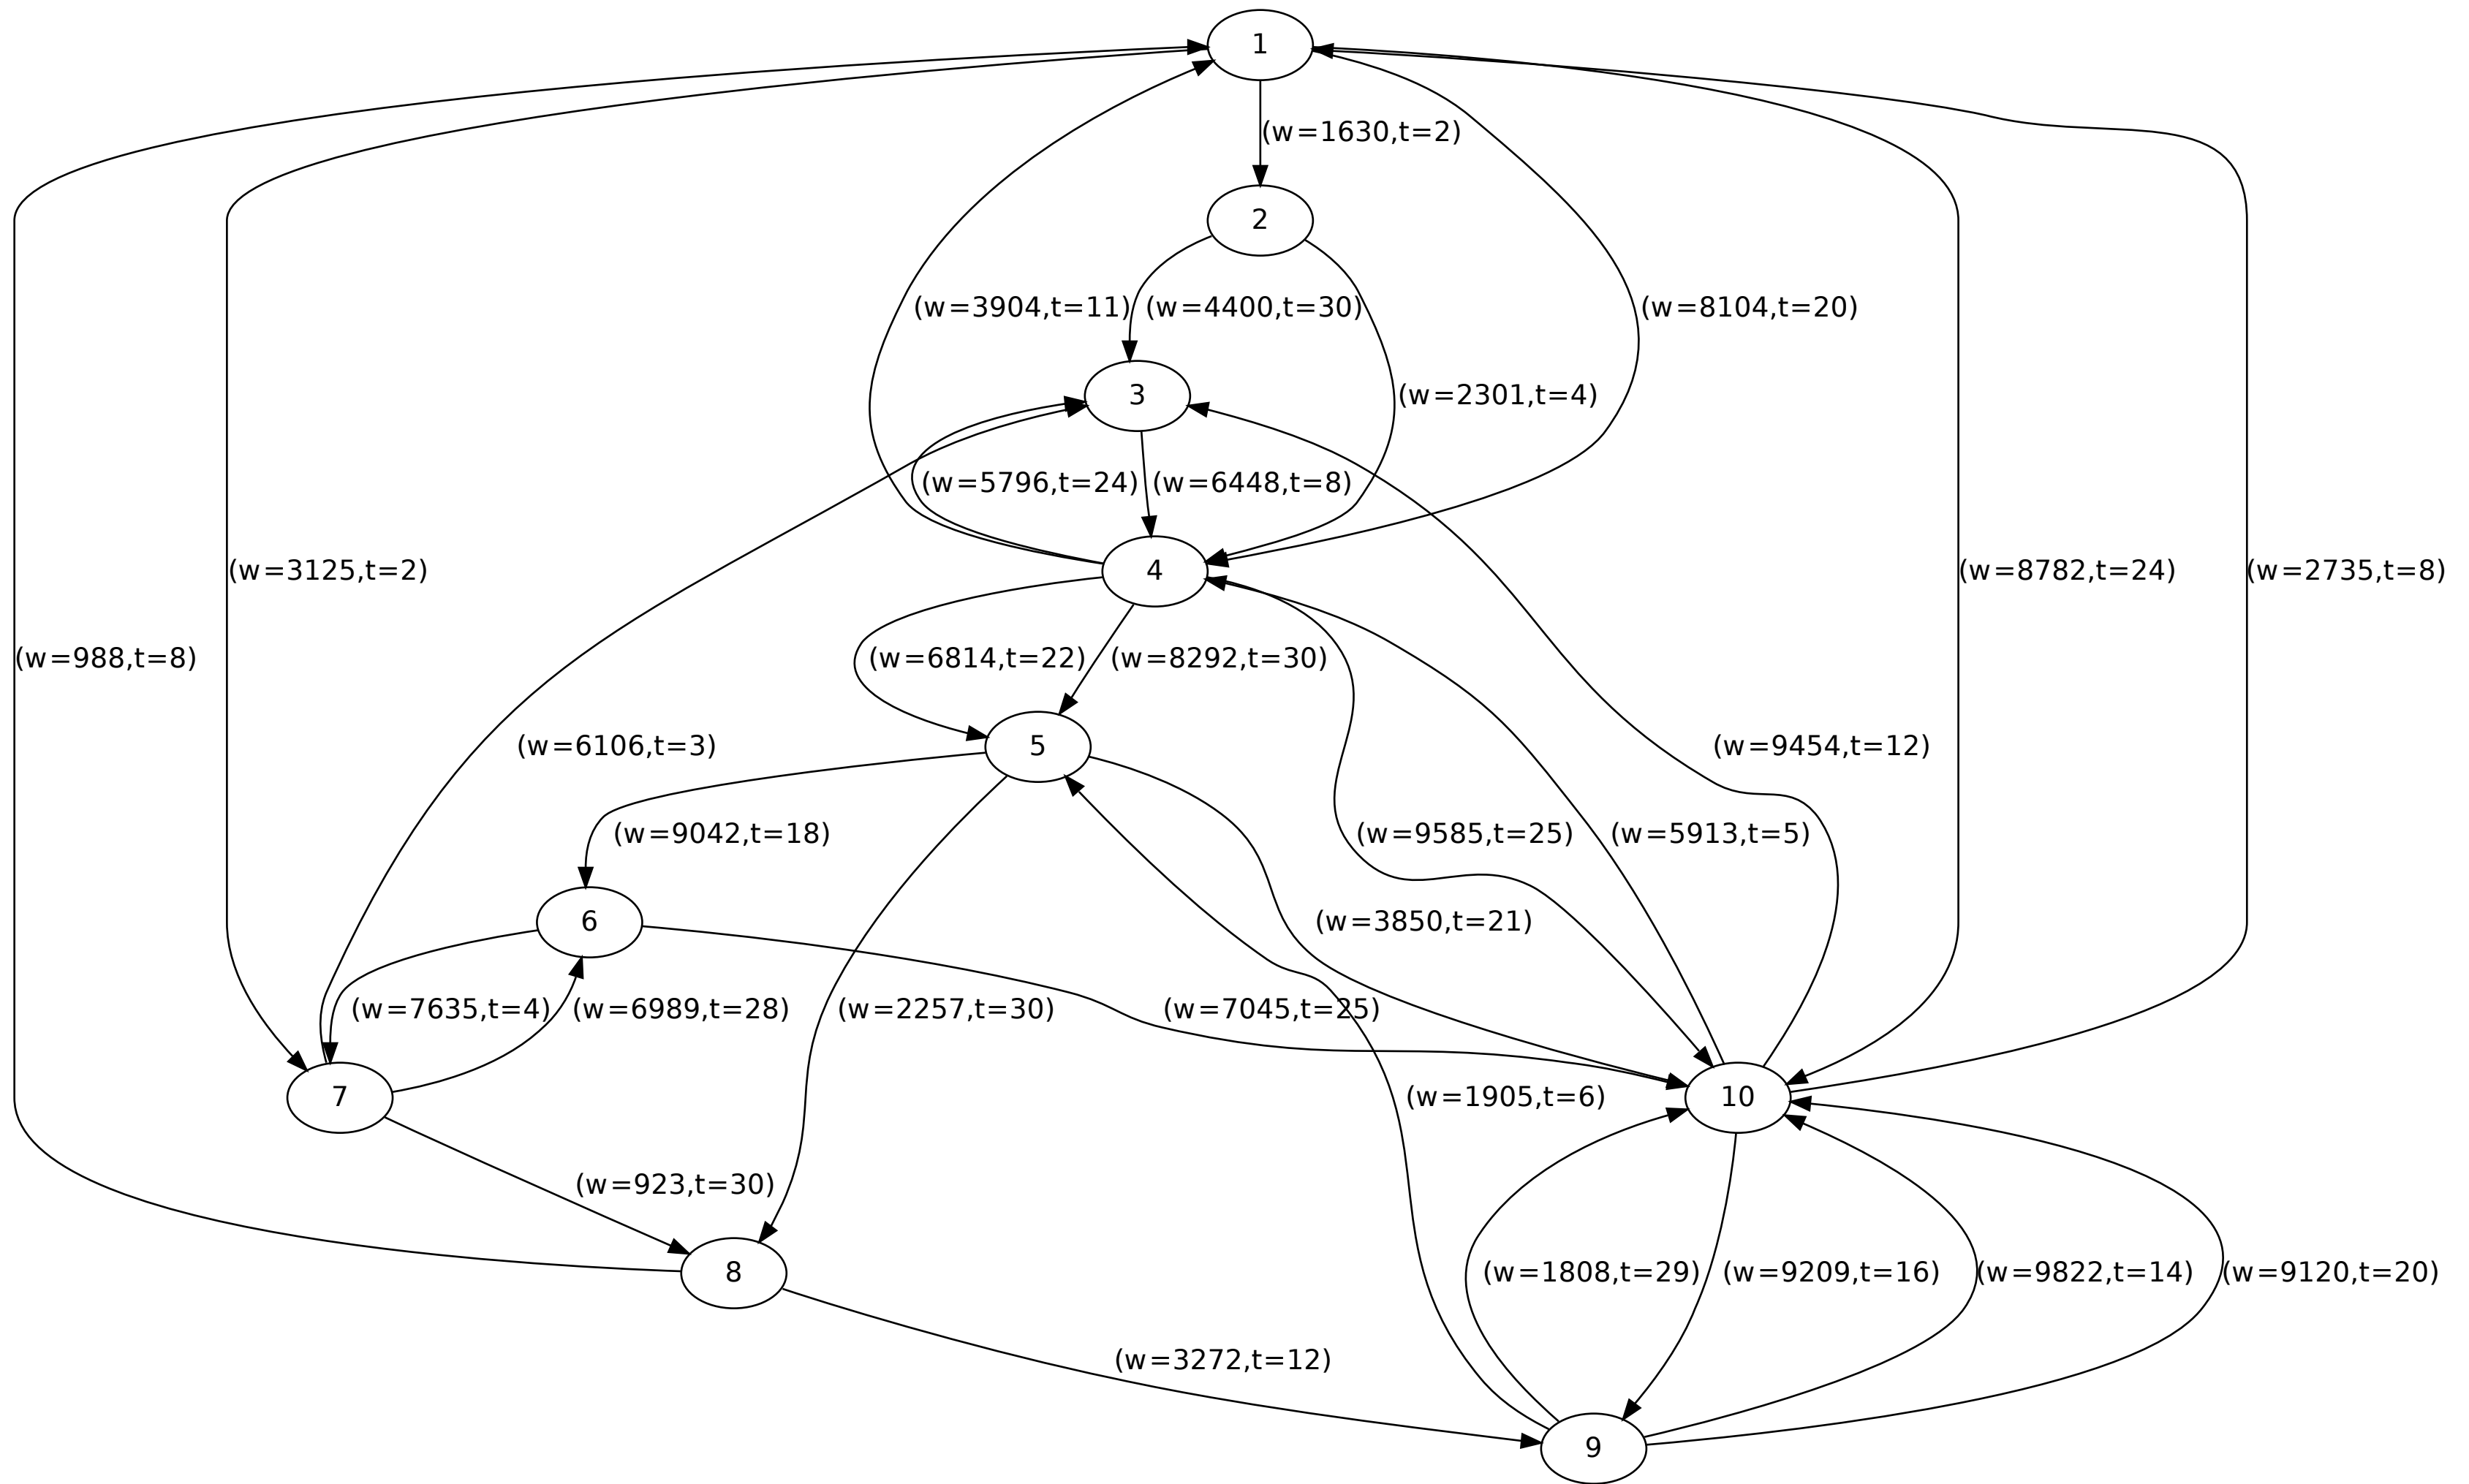 1
(w=1630,t=2)
2
(w=3904,t=11)
(w=4400,t=30)
(w=8104,t=20)
3
(w=2301,t=4)
(w=5796,t=24)
(w=6448,t=8)
(w=3125,t=2)
4
(w=8782,t=24)
(w=2735,t=8)
(w=988,t=8)
(w=6814,t=22)
(w=8292,t=30)
(w=6106,t=3)
5
(w=9454,t=12)
(w=9042,t=18)
(w=9585,t=25)
(w=5913,t=5)
6
(w=3850,t=21)
(w=7635,t=4)
(w=6989,t=28)
(w=2257,t=30)
(w=7045,t=25)
7
(w=1905,t=6)
10
(w=923,t=30)
8
(w=1808,t=29)
(w=9209,t=16)
(w=9822,t=14)
(w=9120,t=20)
(w=3272,t=12)
9